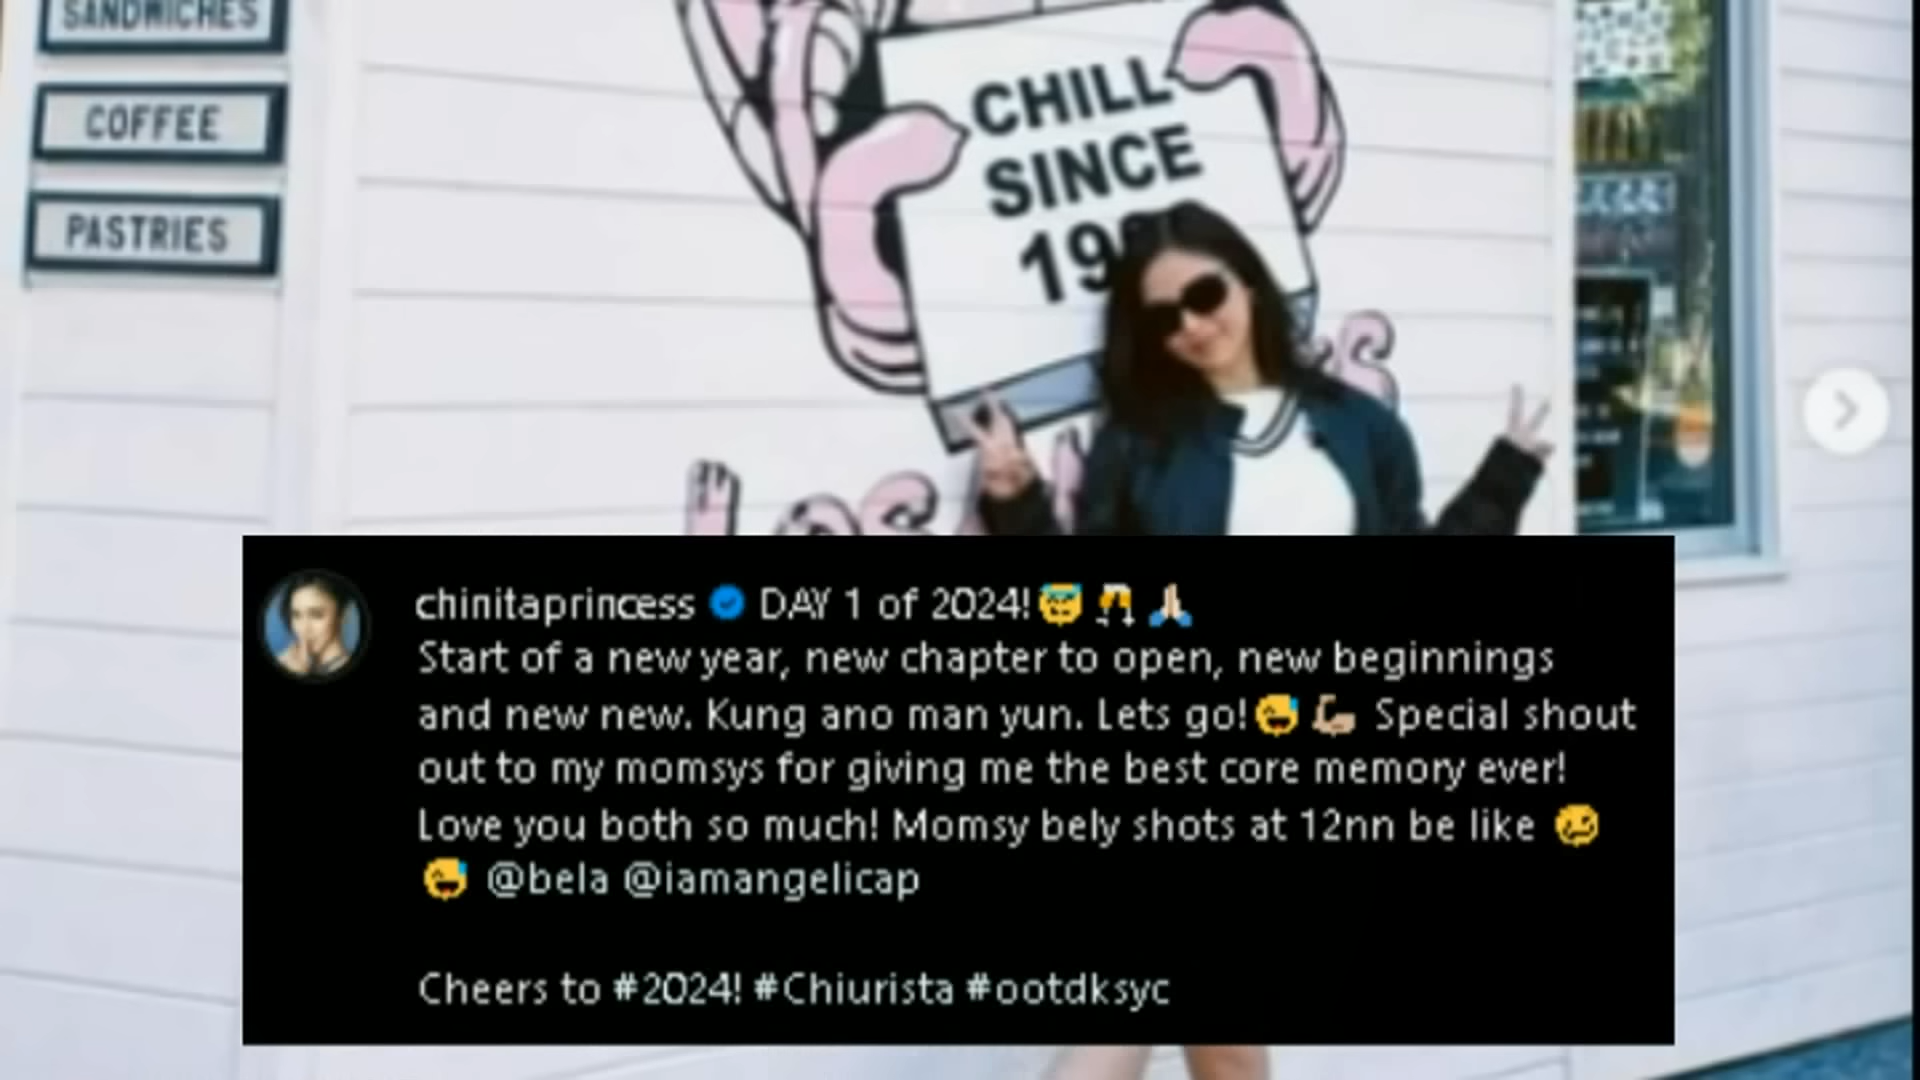 SANDWICHES
COFFEE
PASTRIES
CHILL
SINCE
chinitaprincess DAY 1 of 2024!😇🥂🙏🏻
Start of a new year, new chapter to open, new beginnings
and new new. Kung ano man yun. Lets go!😅💪🏼 Special shout
out to my momsys for giving me the best core memory ever!
Love you both so much! Momsy bely shots at 12nn be like
😅 @bela @iamangelicap
Cheers to #2024! #Chiurista #ootdksyc